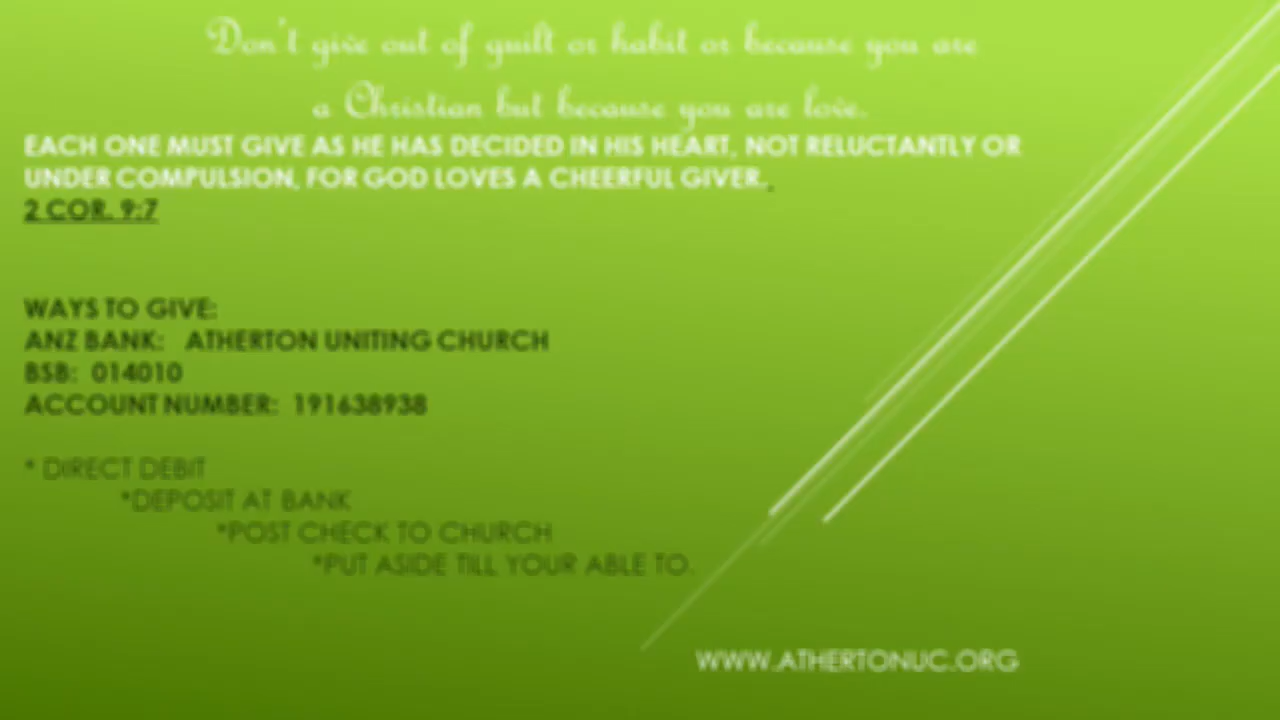 Don't give out of guilt or habit or because you are
a Christian but because you are love.
EACH ONE MUST GIVE AS HE HAS DECIDED IN HIS HEART, NOT RELUCTANTLY OR
UNDER COMPULSION, FOR GOD LOVES A CHEERFUL GIVER..
2 COR. 9:7
WAYS TO GIVE:
ANZ BANK: ATHERTON UNITING CHURCH
BSB: 014010
ACCOUNT NUMBER: 191638938
* DIRECT DEBIT
*DEPOSIT AT BANK
*POST CHECK TO CHURCH
*PUT ASIDE TILL YOUR ABLE TO.
WWW.ATHERTONUC.ORG